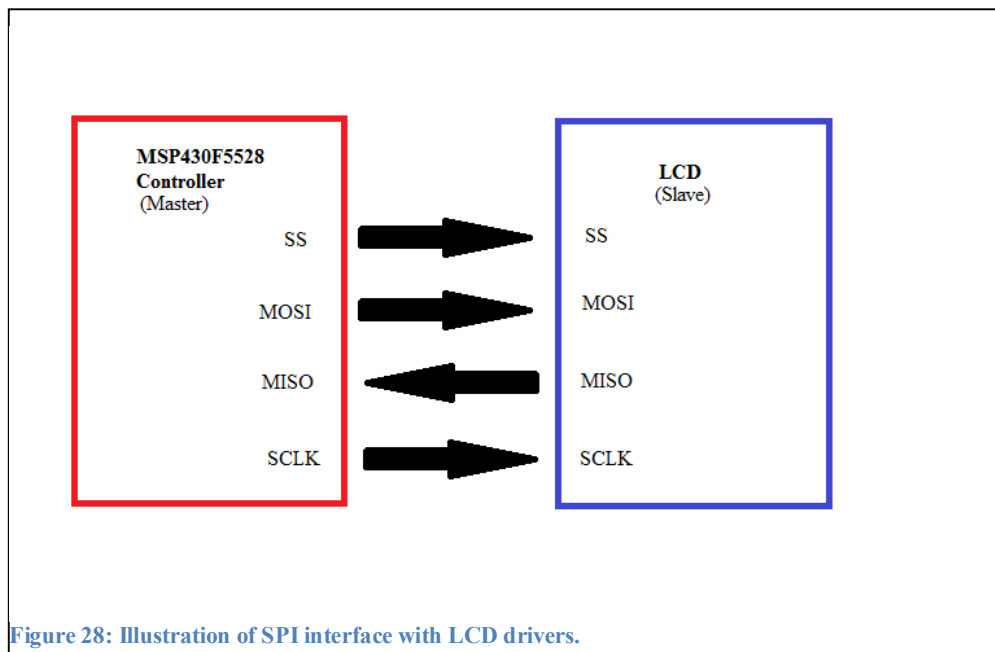 MSP430F5528
Controller
(Master)
LCD
(Slave)
SS
SS
MOSI
MOSI
MISO
MISO
SCLK
SCLK
Figure 28: Illustration of SPI interface with LCD drivers.